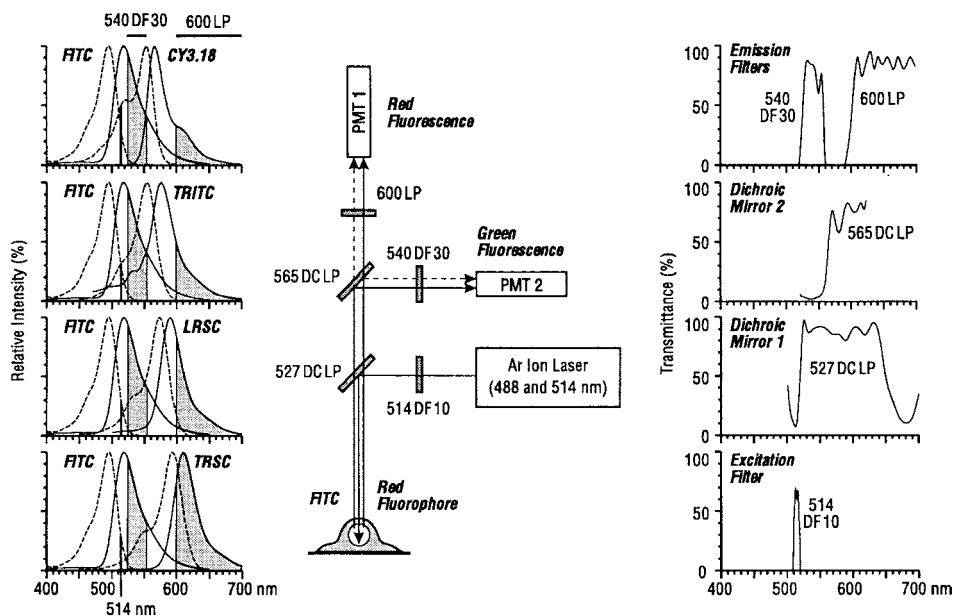 540 DF 30
600 LP
FITC
CY3.18
FITC
TRITC
FITC
LRSC
FITC
TRSC
Relative Intensity (%)
400
500
600
700 nm
514 nm
PMT 1
Red
Fluorescence
600 LP
Green
Fluorescence
540 DF30
565 DC LP
PMT 2
527 DC LP
Ar Ion Laser
(488 and 514 nm)
514 DF10
FITC
Red
Fluorophore
Transmittance (%)
100
50
0
Emission
Filters
540
DF30
600 LP
100
50
0
Dichroic
Mirror 2
565 DC LP
100
50
0
Dichroic
Mirror 1
527 DC LP
100
50
0
Excitation
Filter
514
DF10
400
500
600
700 nm